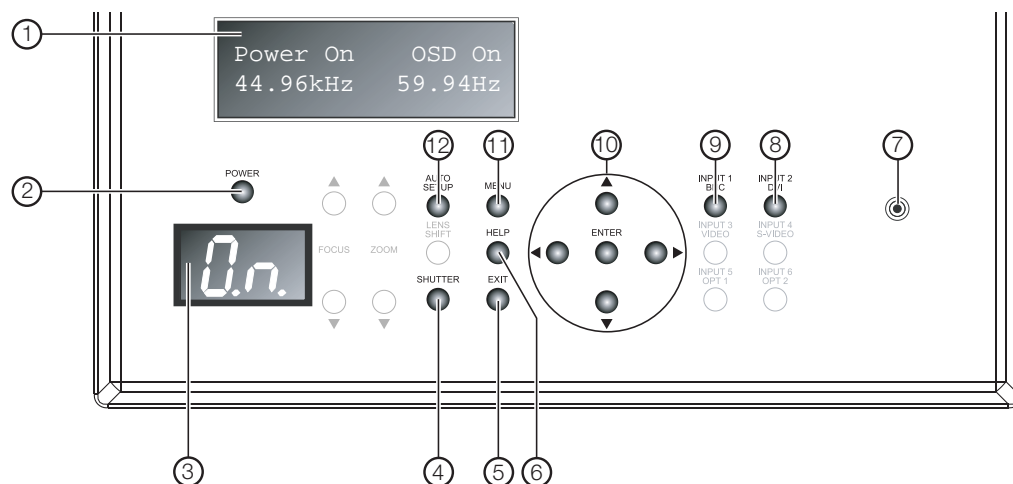 1
Power On OSD On
44.96kHz 59.94Hz
12
11
10
9
8
7
2
POWER
AUTO SETUP
MENU
INPUT 1 BNC
INPUT 2 DVI
LENS SHIFT
HELP
ENTER
INPUT 3 VIDEO
INPUT 4 S-VIDEO
0.n.
FOCUS
ZOOM
SHUTTER
EXIT
INPUT 5 OPT 1
INPUT 6 OPT 2
3
4
5
6